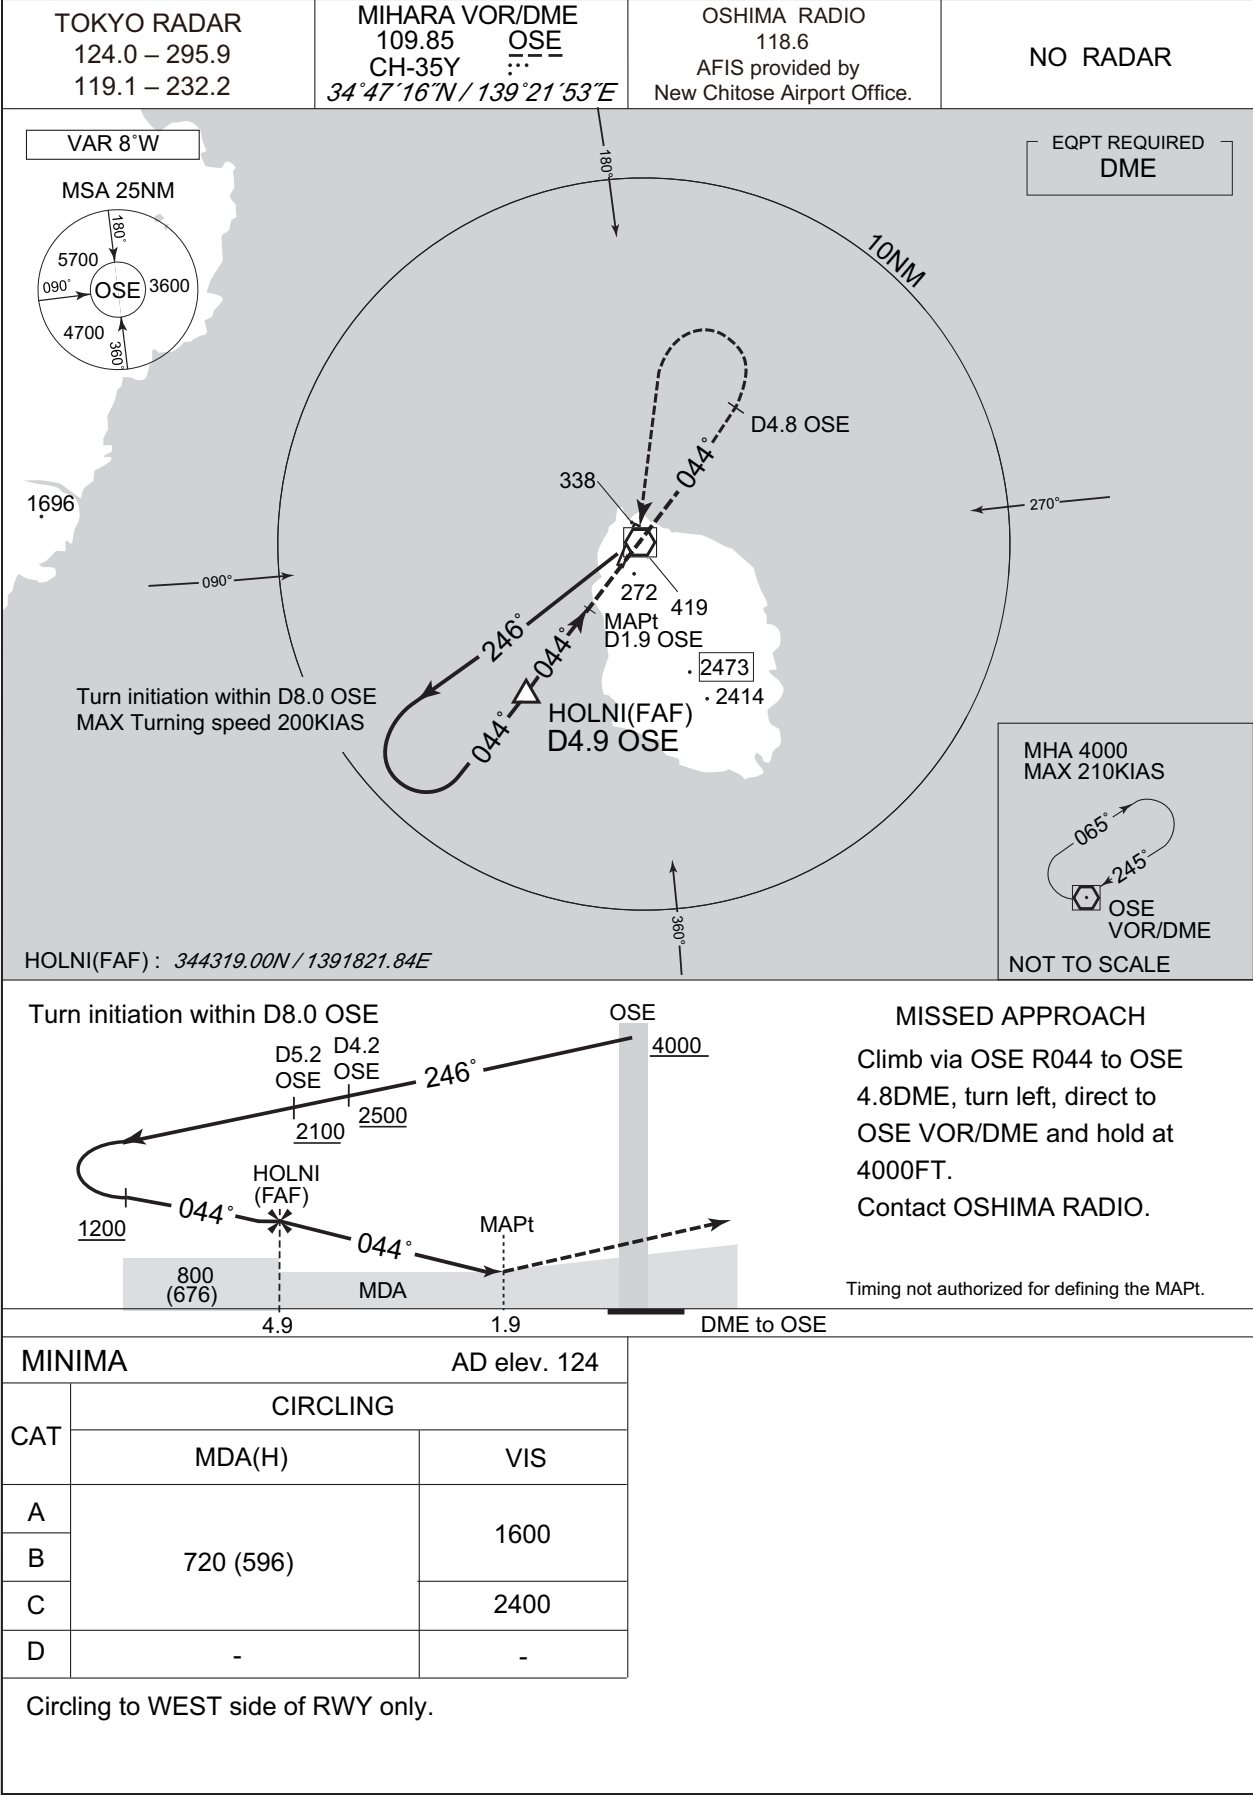 TOKYO RADAR
124.0 – 295.9
119.1 – 232.2
MIHARA VOR/DME
109.85 OSE
CH-35Y
34°47´16˝N / 139°21´53˝E
OSHIMA RADIO
118.6
AFIS provided by
New Chitose Airport Office.
NO RADAR
VAR 8°W
MSA 25NM
180°
5700
090°
OSE
3600
4700
360°
180°
EQPT REQUIRED
DME
10NM
D4.8 OSE
044°
338
1696
270°
090°
272
419
MAPt
D1.9 OSE
246°
044°
2473
2414
Turn initiation within D8.0 OSE
MAX Turning speed 200KIAS
HOLNI(FAF)
D4.9 OSE
044°
MHA 4000
MAX 210KIAS
065°
245°
OSE
VOR/DME
NOT TO SCALE
360°
HOLNI(FAF) : 344319.00N / 1391821.84E
Turn initiation within D8.0 OSE
OSE
D5.2
OSE
D4.2
OSE
246°
4000
2500
2100
HOLNI
(FAF)
1200
044°
044°
MAPt
800
(676)
MDA
4.9
1.9
DME to OSE
MISSED APPROACH
Climb via OSE R044 to OSE
4.8DME, turn left, direct to
OSE VOR/DME and hold at
4000FT.
Contact OSHIMA RADIO.
Timing not authorized for defining the MAPt.
MINIMA AD elev. 124
CAT
CIRCLING
MDA(H) VIS
A
B
C
D
720 (596)
1600
2400
- -
Circling to WEST side of RWY only.